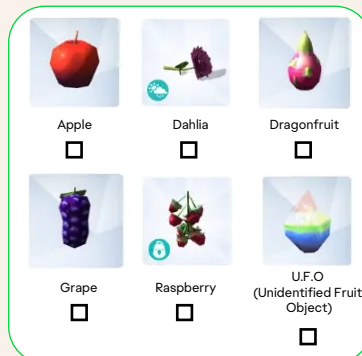 Apple
Dahlia
Dragonfruit
Grape
Raspberry
U.F.O
(Unidentified Fruit
Object)